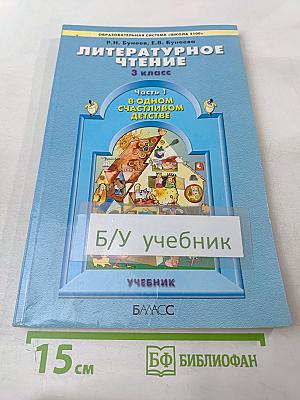 ОБРАЗОВАТЕЛЬНАЯ СИСТЕМА «ШКОЛА 2100»
Р.Н. Бунеев, Е.В. Бунеева
ЛИТЕРАТУРНОЕ
ЧТЕНИЕ
3 класс
Часть 1
В ОДНОМ
СЧАСТЛИВОМ
ДЕТСТВЕ
Б/У учебник
УЧЕБНИК
БАЛАСС
15 см
БФ БИБЛИОФАН